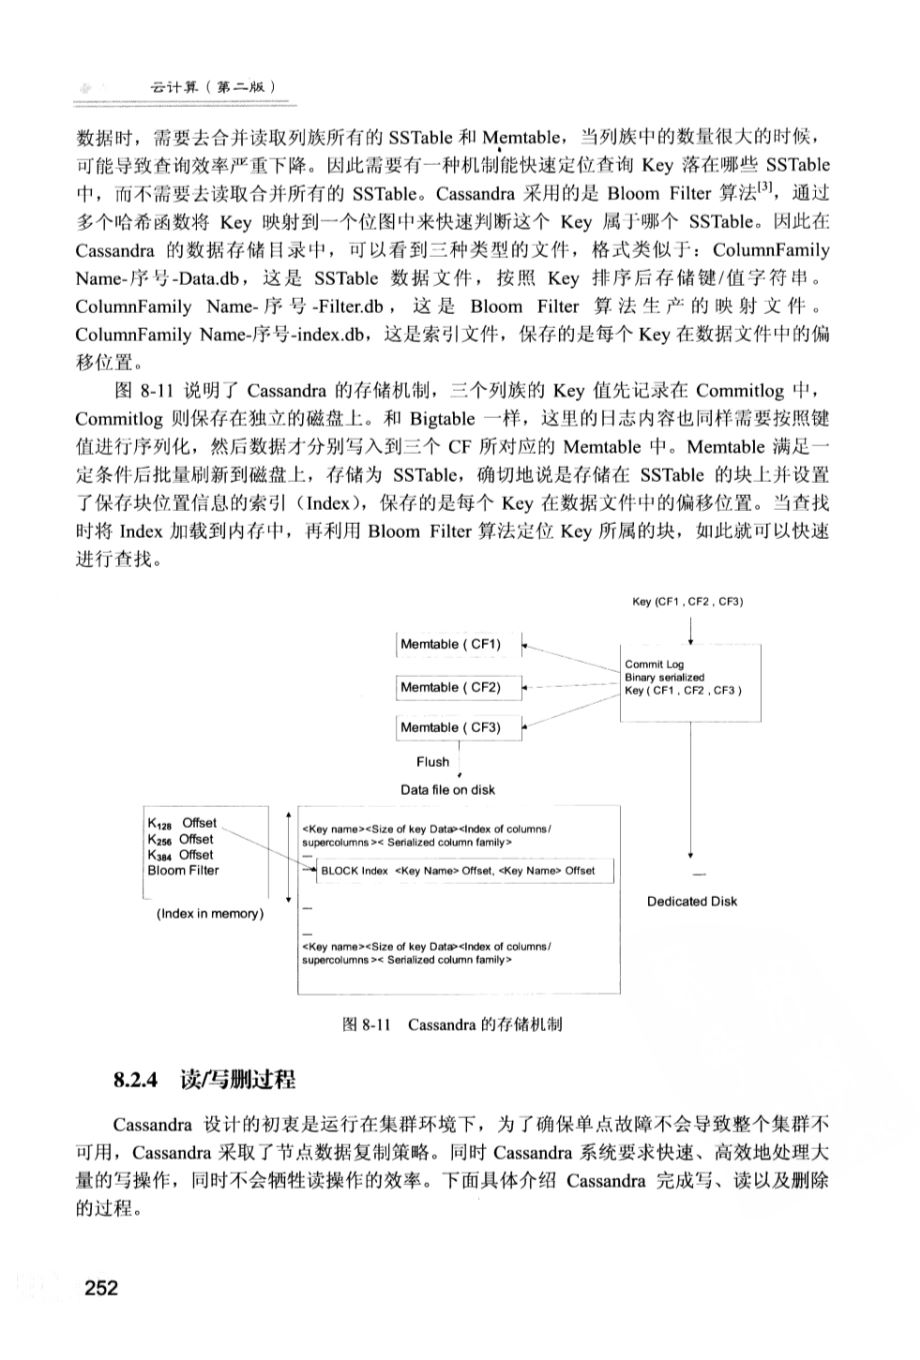 云计算（第二版）
数据时，需要去合并读取列族所有的 SSTable 和 Memtable，当列族中的数量很大的时候，
可能导致查询效率严重下降。因此需要有一种机制能快速定位查询 Key 落在哪些 SSTable
中，而不需要去读取合并所有的 SSTable。Cassandra 采用的是 Bloom Filter 算法[3]，通过
多个哈希函数将 Key 映射到一个位图中来快速判断这个 Key 属于哪个 SSTable。因此在
Cassandra 的数据存储目录中，可以看到三种类型的文件，格式类似于：ColumnFamily
Name-序号-Data.db，这是 SSTable 数据文件，按照 Key 排序后存储键/值字符串。
ColumnFamily Name-序号-Filter.db，这是 Bloom Filter 算法生产的映射文件。
ColumnFamily Name-序号-index.db，这是索引文件，保存的是每个 Key 在数据文件中的偏
移位置。
图 8-11 说明了 Cassandra 的存储机制，三个列族的 Key 值先记录在 Commitlog 中，
Commitlog 则保存在独立的磁盘上。和 Bigtable 一样，这里的日志内容也同样需要按照键
值进行序列化，然后数据才分别写入到三个 CF 所对应的 Memtable 中。Memtable 满足一
定条件后批量刷新到磁盘上，存储为 SSTable，确切地说是存储在 SSTable 的块上并设置
了保存块位置信息的索引（Index），保存的是每个 Key 在数据文件中的偏移位置。当查找
时将 Index 加载到内存中，再利用 Bloom Filter 算法定位 Key 所属的块，如此就可以快速
进行查找。
Key (CF1 , CF2 , CF3)
Memtable ( CF1)
Memtable ( CF2)
Memtable ( CF3)
Commit Log
Binary serialized
Key ( CF1 , CF2 , CF3 )
Flush
Data file on disk
K128 Offset
K256 Offset
K384 Offset
Bloom Filter
(Index in memory)
<Key name><Size of key Data><Index of columns/
supercolumns >< Serialized column family>
BLOCK Index <Key Name> Offset, <Key Name> Offset
<Key name><Size of key Data><Index of columns/
supercolumns >< Serialized column family>
Dedicated Disk
图 8-11 Cassandra 的存储机制
8.2.4 读/写删过程
Cassandra 设计的初衷是运行在集群环境下，为了确保单点故障不会导致整个集群不
可用，Cassandra 采取了节点数据复制策略。同时 Cassandra 系统要求快速、高效地处理大
量的写操作，同时不会牺牲读操作的效率。下面具体介绍 Cassandra 完成写、读以及删除
的过程。
252